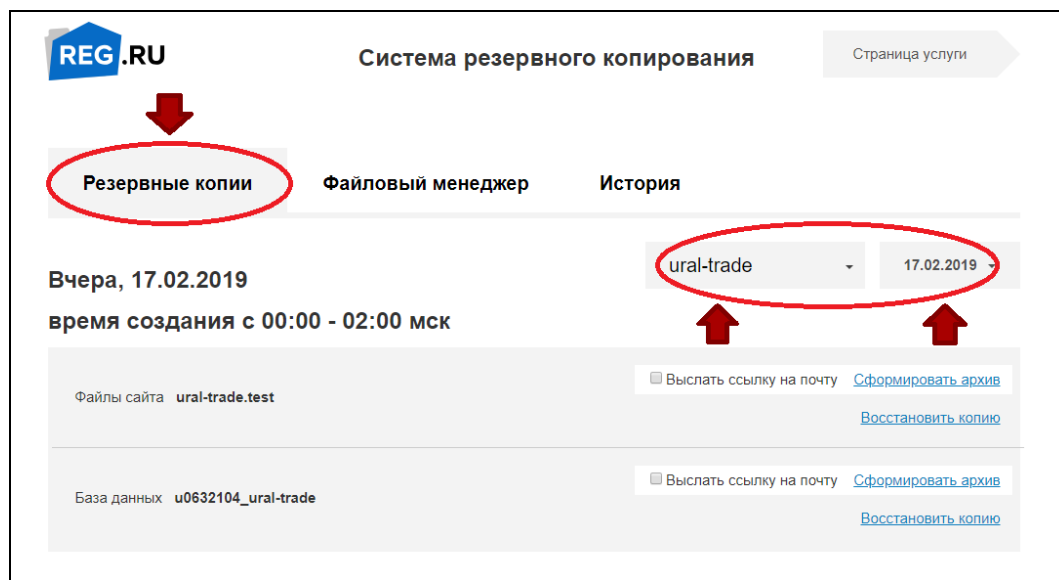 REG.RU
Система резервного копирования
Страница услуги
Резервные копии Файловый менеджер История
ural-trade 17.02.2019
Вчера, 17.02.2019
время создания с 00:00 - 02:00 мск
Выслать ссылку на почту Сформировать архив
Файлы сайта ural-trade.test
Восстановить копию
Выслать ссылку на почту Сформировать архив
База данных u0632104_ural-trade
Восстановить копию